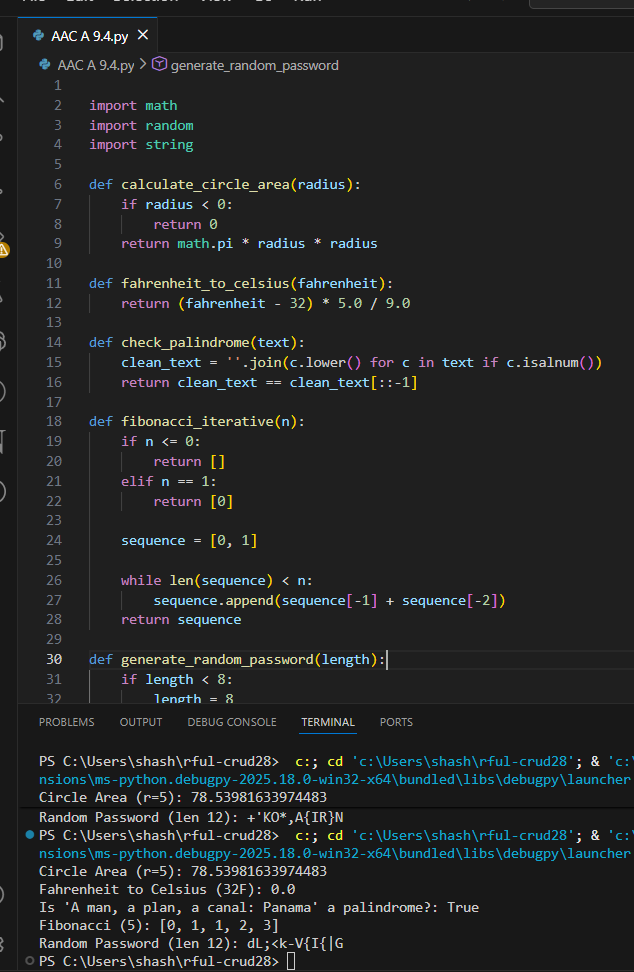 AAC A 9.4.py
AAC A 9.4.py > generate_random_password
1
2 import math
3 import random
4 import string
5
6 def calculate_circle_area(radius):
7     if radius < 0:
8         return 0
9     return math.pi * radius * radius
10
11 def fahrenheit_to_celsius(fahrenheit):
12     return (fahrenheit - 32) * 5.0 / 9.0
13
14 def check_palindrome(text):
15     clean_text = ''.join(c.lower() for c in text if c.isalnum())
16     return clean_text == clean_text[::-1]
17
18 def fibonacci_iterative(n):
19     if n <= 0:
20         return []
21     elif n == 1:
22         return [0]
23
24     sequence = [0, 1]
25
26     while len(sequence) < n:
27         sequence.append(sequence[-1] + sequence[-2])
28     return sequence
29
30 def generate_random_password(length):
31     if length < 8:
32         length = 8
PROBLEMS OUTPUT DEBUG CONSOLE TERMINAL PORTS
PS C:\Users\shash\rful-crud28>  c:; cd 'c:\Users\shash\rful-crud28'; & 'c:
nsions\ms-python.debugpy-2025.18.0-win32-x64\bundled\libs\debugpy\launcher
Circle Area (r=5): 78.53981633974483
Random Password (len 12): +'KO*,A{IR}N
PS C:\Users\shash\rful-crud28>  c:; cd 'c:\Users\shash\rful-crud28'; & 'c:\
nsions\ms-python.debugpy-2025.18.0-win32-x64\bundled\libs\debugpy\launcher
Circle Area (r=5): 78.53981633974483
Fahrenheit to Celsius (32F): 0.0
Is 'A man, a plan, a canal: Panama' a palindrome?: True
Fibonacci (5): [0, 1, 1, 2, 3]
Random Password (len 12): dL;<k-V{I{|G
PS C:\Users\shash\rful-crud28>